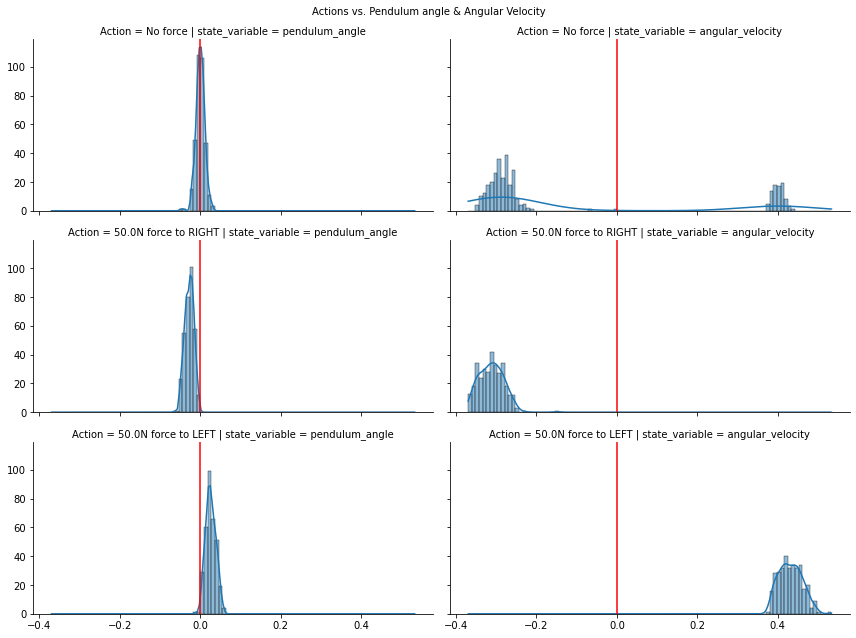 Actions vs. Pendulum angle & Angular Velocity
Action = No force | state_variable = pendulum_angle
Action = No force | state_variable = angular_velocity
100
80
60
40
20
0
Action = 50.0N force to RIGHT | state_variable = pendulum_angle
Action = 50.0N force to RIGHT | state_variable = angular_velocity
100
80
60
40
20
0
Action = 50.0N force to LEFT | state_variable = pendulum_angle
Action = 50.0N force to LEFT | state_variable = angular_velocity
100
80
60
40
20
0
−0.4 −0.2 0.0 0.2 0.4
−0.4 −0.2 0.0 0.2 0.4